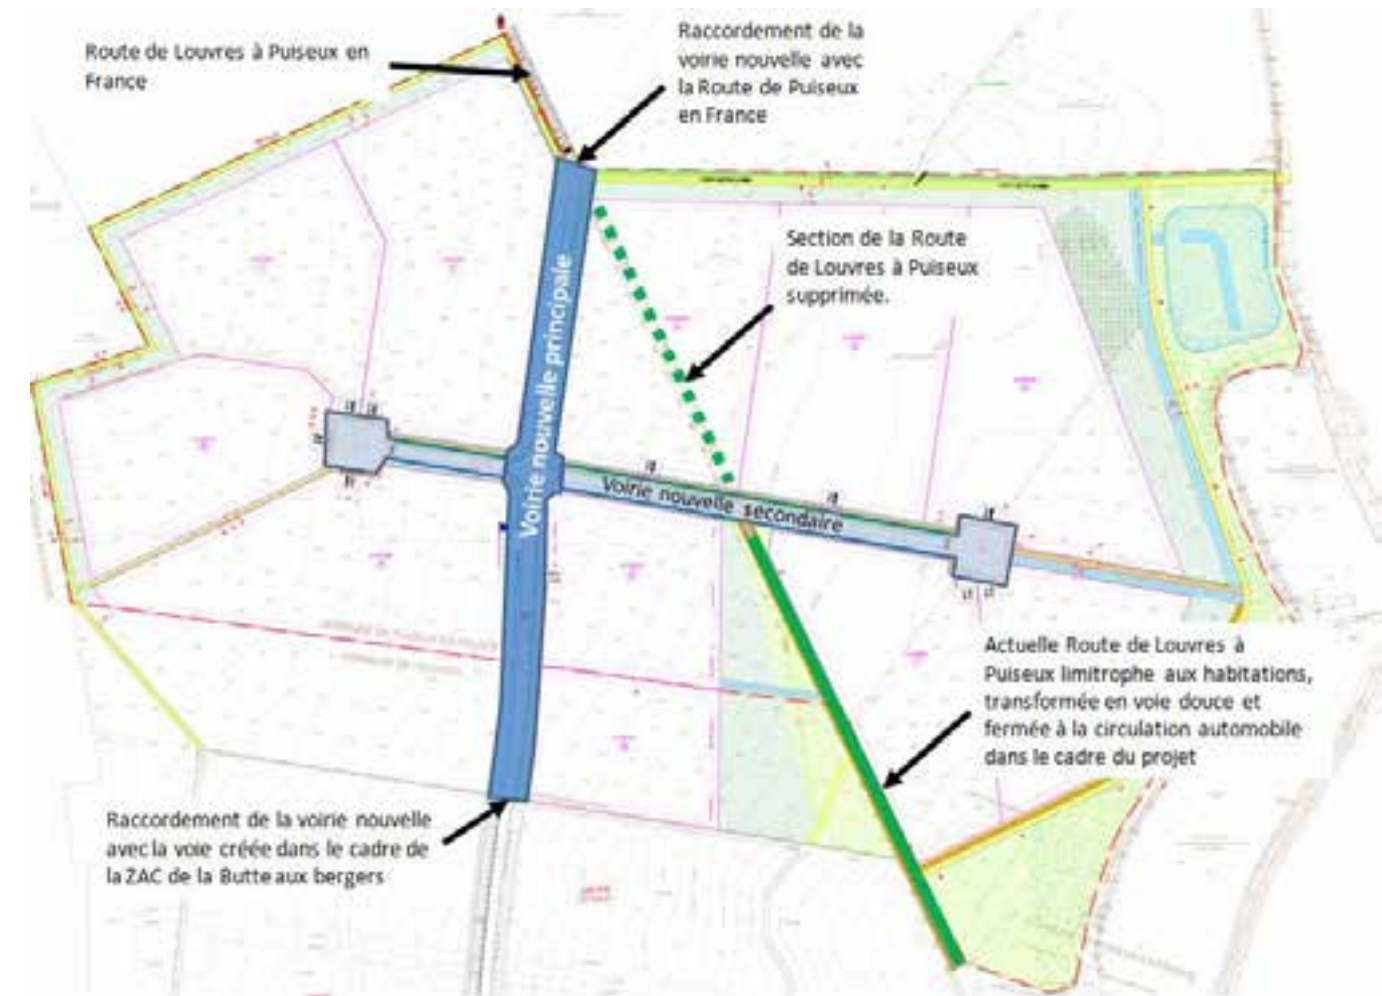 Route de Louvres à Puiseux en
France
Raccordement de la
voirie nouvelle avec
la Route de Puiseux
en France
Section de la Route
de Louvres à Puiseux
supprimée.
Voirie nouvelle principale
Voirie nouvelle secondaire
Actuelle Route de Louvres à
Puiseux limitrophe aux habitations,
transformée en voie douce et
fermée à la circulation automobile
dans le cadre du projet
Raccordement de la voirie nouvelle
avec la voie créée dans le cadre de
la ZAC de la Butte aux bergers